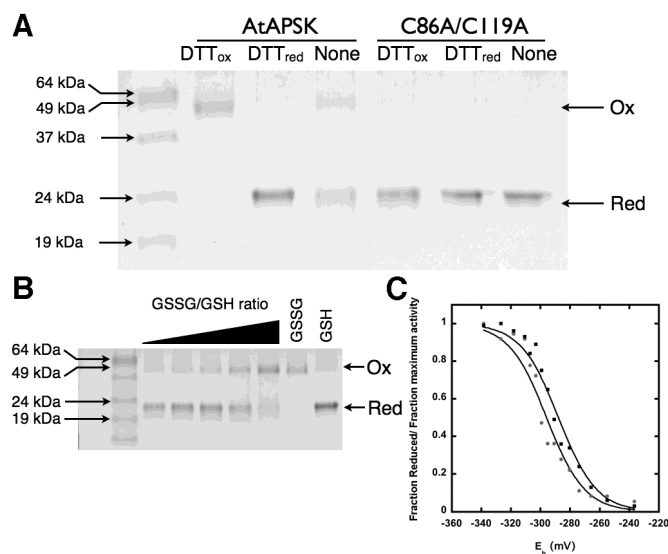 A
AtAPSK C86A/C119A
DTTox DTTred None DTTox DTTred None
64 kDa
49 kDa
37 kDa
24 kDa
19 kDa
Ox
Red
B
GSSG/GSH ratio GSSG GSH
64 kDa
49 kDa
24 kDa
19 kDa
Ox
Red
C
Fraction Reduced/ Fraction maximum activity
1
0.8
0.6
0.4
0.2
0
-360 -340 -320 -300 -280 -260 -240 -220
Eh (mV)